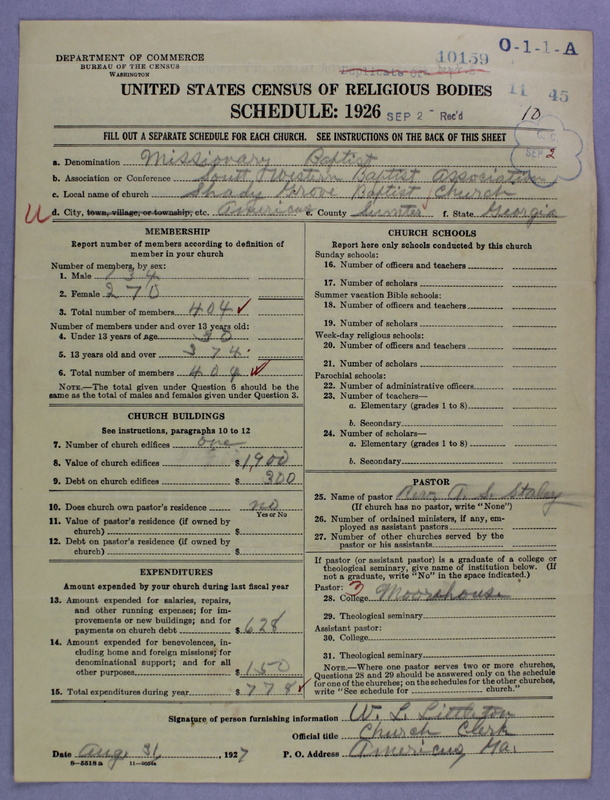 DEPARTMENT OF COMMERCE
BUREAU OF THE CENSUS
WASHINGTON
10159
O-1-1-A
UNITED STATES CENSUS OF RELIGIOUS BODIES
11 45
SCHEDULE: 1926 SEP 2 - Rec'd 10
FILL OUT A SEPARATE SCHEDULE FOR EACH CHURCH. SEE INSTRUCTIONS ON THE BACK OF THIS SHEET
SEP 2
a. Denomination Missionary Baptist
b. Association or Conference South Western Baptist Association
c. Local name of church Shady Grove Baptist Church
U d. City, town, village, or township, etc. Americus e. County Sumter f. State Georgia
MEMBERSHIP
Report number of members according to definition of
member in your church
Number of members, by sex:
1. Male 134
2. Female 270
3. Total number of members 404 ✓
Number of members under and over 13 years old:
4. Under 13 years of age 30
5. 13 years old and over 374
6. Total number of members 404 ✓
NOTE.—The total given under Question 6 should be the
same as the total of males and females given under Question 3.
CHURCH BUILDINGS
See instructions, paragraphs 10 to 12
7. Number of church edifices one
8. Value of church edifices $ 1,900
9. Debt on church edifices $ 300
10. Does church own pastor's residence no
Yes or No
11. Value of pastor's residence (if owned by
church) $
12. Debt on pastor's residence (if owned by
church) $
EXPENDITURES
Amount expended by your church during last fiscal year
13. Amount expended for salaries, repairs,
and other running expenses; for im-
provements or new buildings; and for
payments on church debt $ 628
14. Amount expended for benevolences, in-
cluding home and foreign missions; for
denominational support; and for all
other purposes $ 150
15. Total expenditures during year $ 778 ✓
CHURCH SCHOOLS
Report here only schools conducted by this church
Sunday schools:
16. Number of officers and teachers
17. Number of scholars
Summer vacation Bible schools:
18. Number of officers and teachers
19. Number of scholars
Week-day religious schools:
20. Number of officers and teachers
21. Number of scholars
Parochial schools:
22. Number of administrative officers
23. Number of teachers—
a. Elementary (grades 1 to 8)
b. Secondary
24. Number of scholars—
a. Elementary (grades 1 to 8)
b. Secondary
PASTOR
25. Name of pastor Rev. A. S. Staley
(If church has no pastor, write "None")
26. Number of ordained ministers, if any, em-
ployed as assistant pastors
27. Number of other churches served by the
pastor or his assistants
If pastor (or assistant pastor) is a graduate of a college or
theological seminary, give name of institution below. (If
not a graduate, write "No" in the space indicated.)
Pastor: 3
28. College Moorehouse
29. Theological seminary
Assistant pastor:
30. College
31. Theological seminary
NOTE.—Where one pastor serves two or more churches,
Questions 28 and 29 should be answered only on the schedule
for one of the churches; on the schedules for the other churches,
write "See schedule for church."
Signature of person furnishing information W. L. Littleton
Official title Church Clerk
Date Aug. 31, 1927 P. O. Address Americus, Ga.
8-5518a 11-9054a